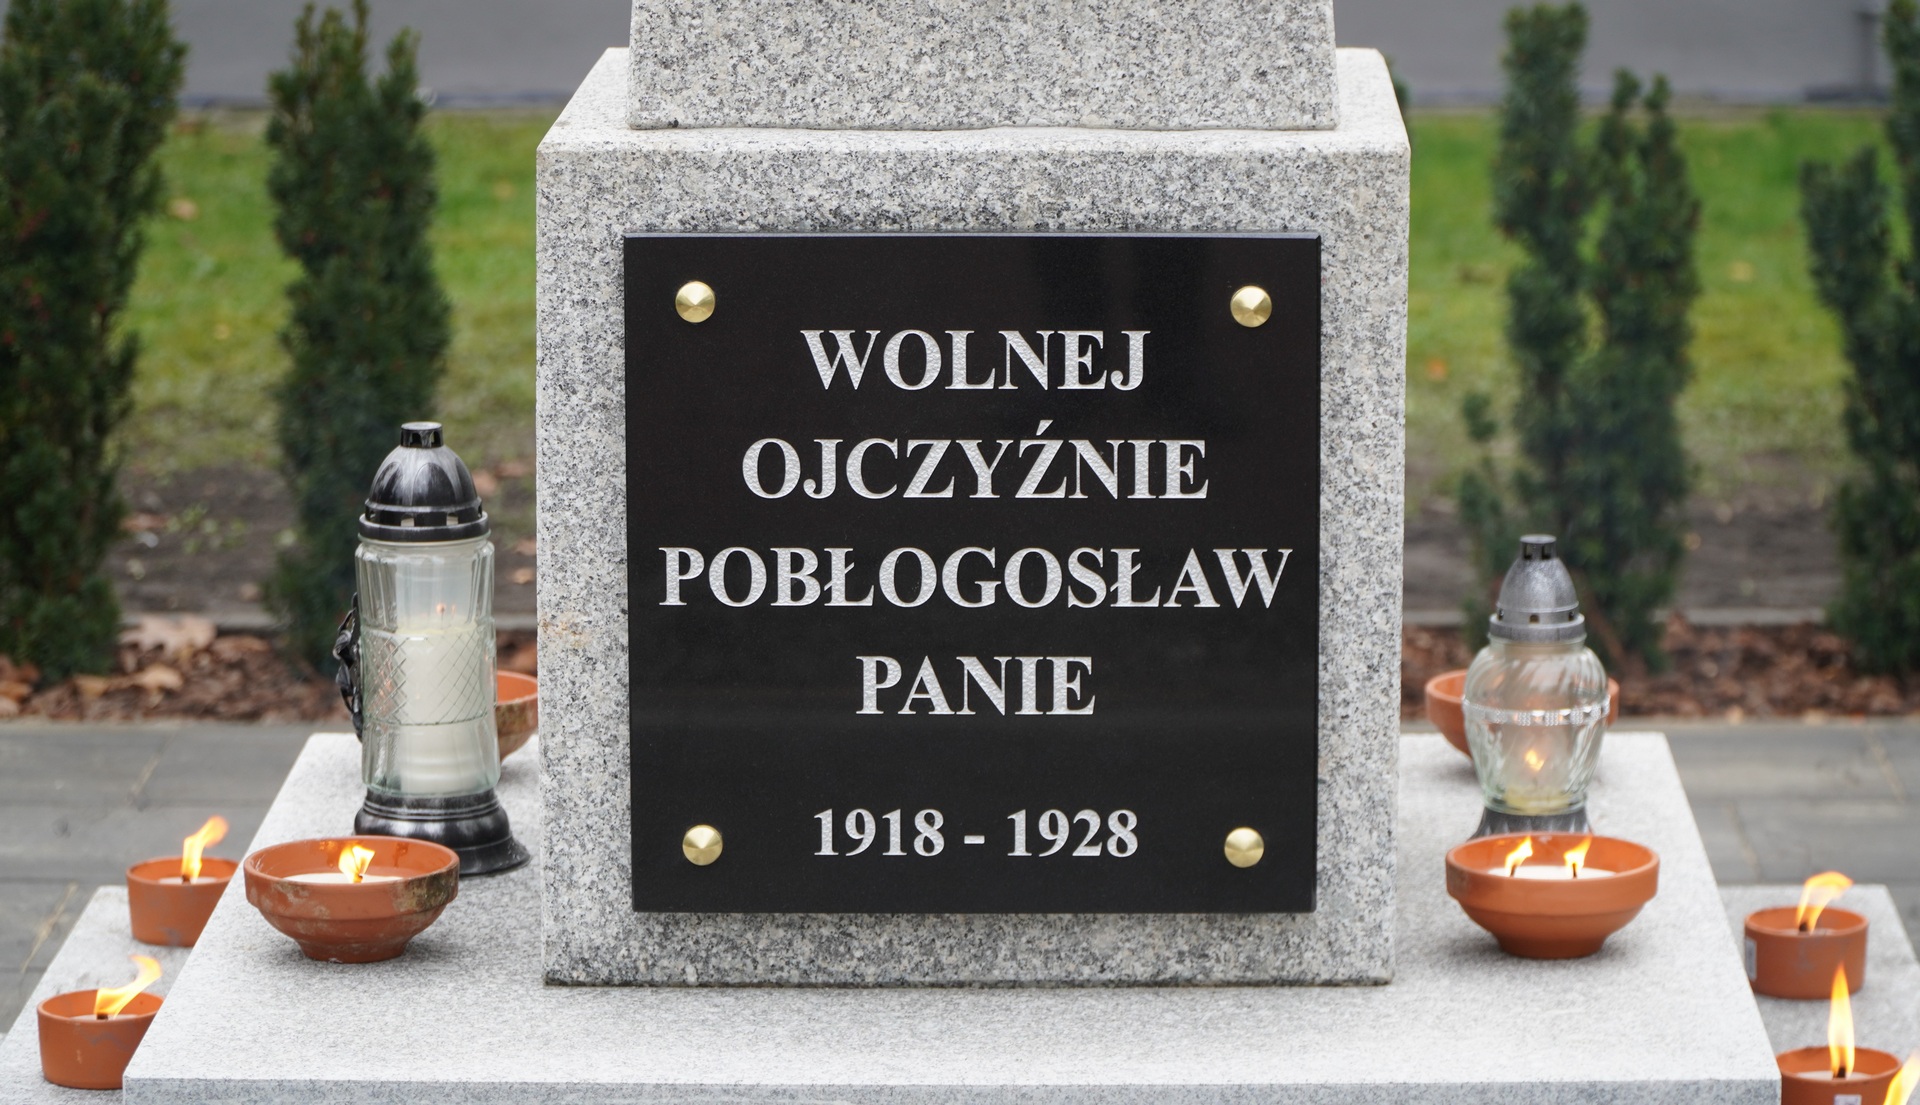 WOLNEJ
OJCZYŹNIE
POBŁOGOSŁAW
PANIE
1918 - 1928